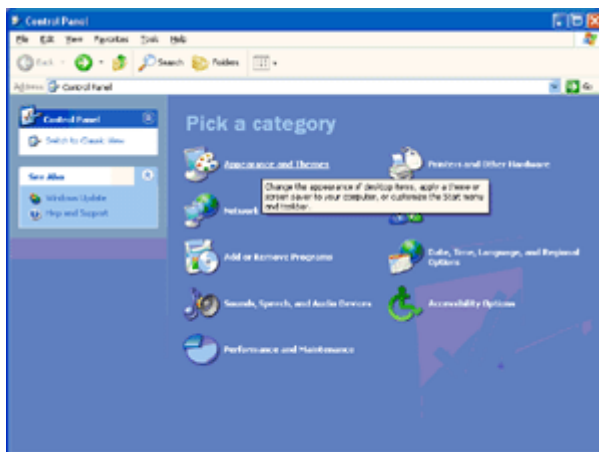 Control Panel
File Edit View Favorites Tools Help
Back Search Folders
Address Control Panel Go
Control Panel
Switch to Classic View
See Also
Windows Update
Help and Support
Pick a category
Appearance and Themes
Printers and Other Hardware
Change the appearance of desktop items, apply a theme or
screen saver to your computer, or customize the Start menu
and taskbar.
Network
Add or Remove Programs
Date, Time, Language, and Regional
Options
Sounds, Speech, and Audio Devices
Accessibility Options
Performance and Maintenance